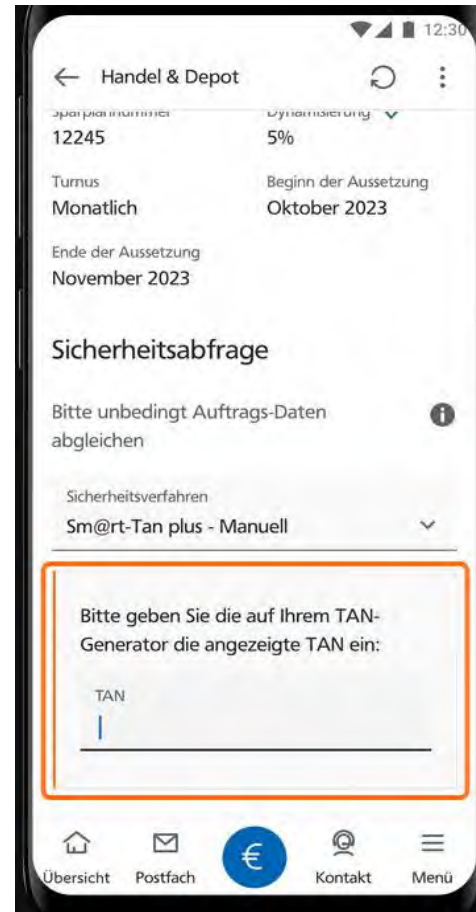 12:30
Handel & Depot
Sparplannummer Dynamisierung
12245 5%
Turnus Beginn der Aussetzung
Monatlich Oktober 2023
Ende der Aussetzung
November 2023
Sicherheitsabfrage
Bitte unbedingt Auftrags-Daten
abgleichen
Sicherheitsverfahren
Sm@rt-Tan plus - Manuell
Bitte geben Sie die auf Ihrem TAN-
Generator die angezeigte TAN ein:
TAN
€
Übersicht Postfach Kontakt Menü